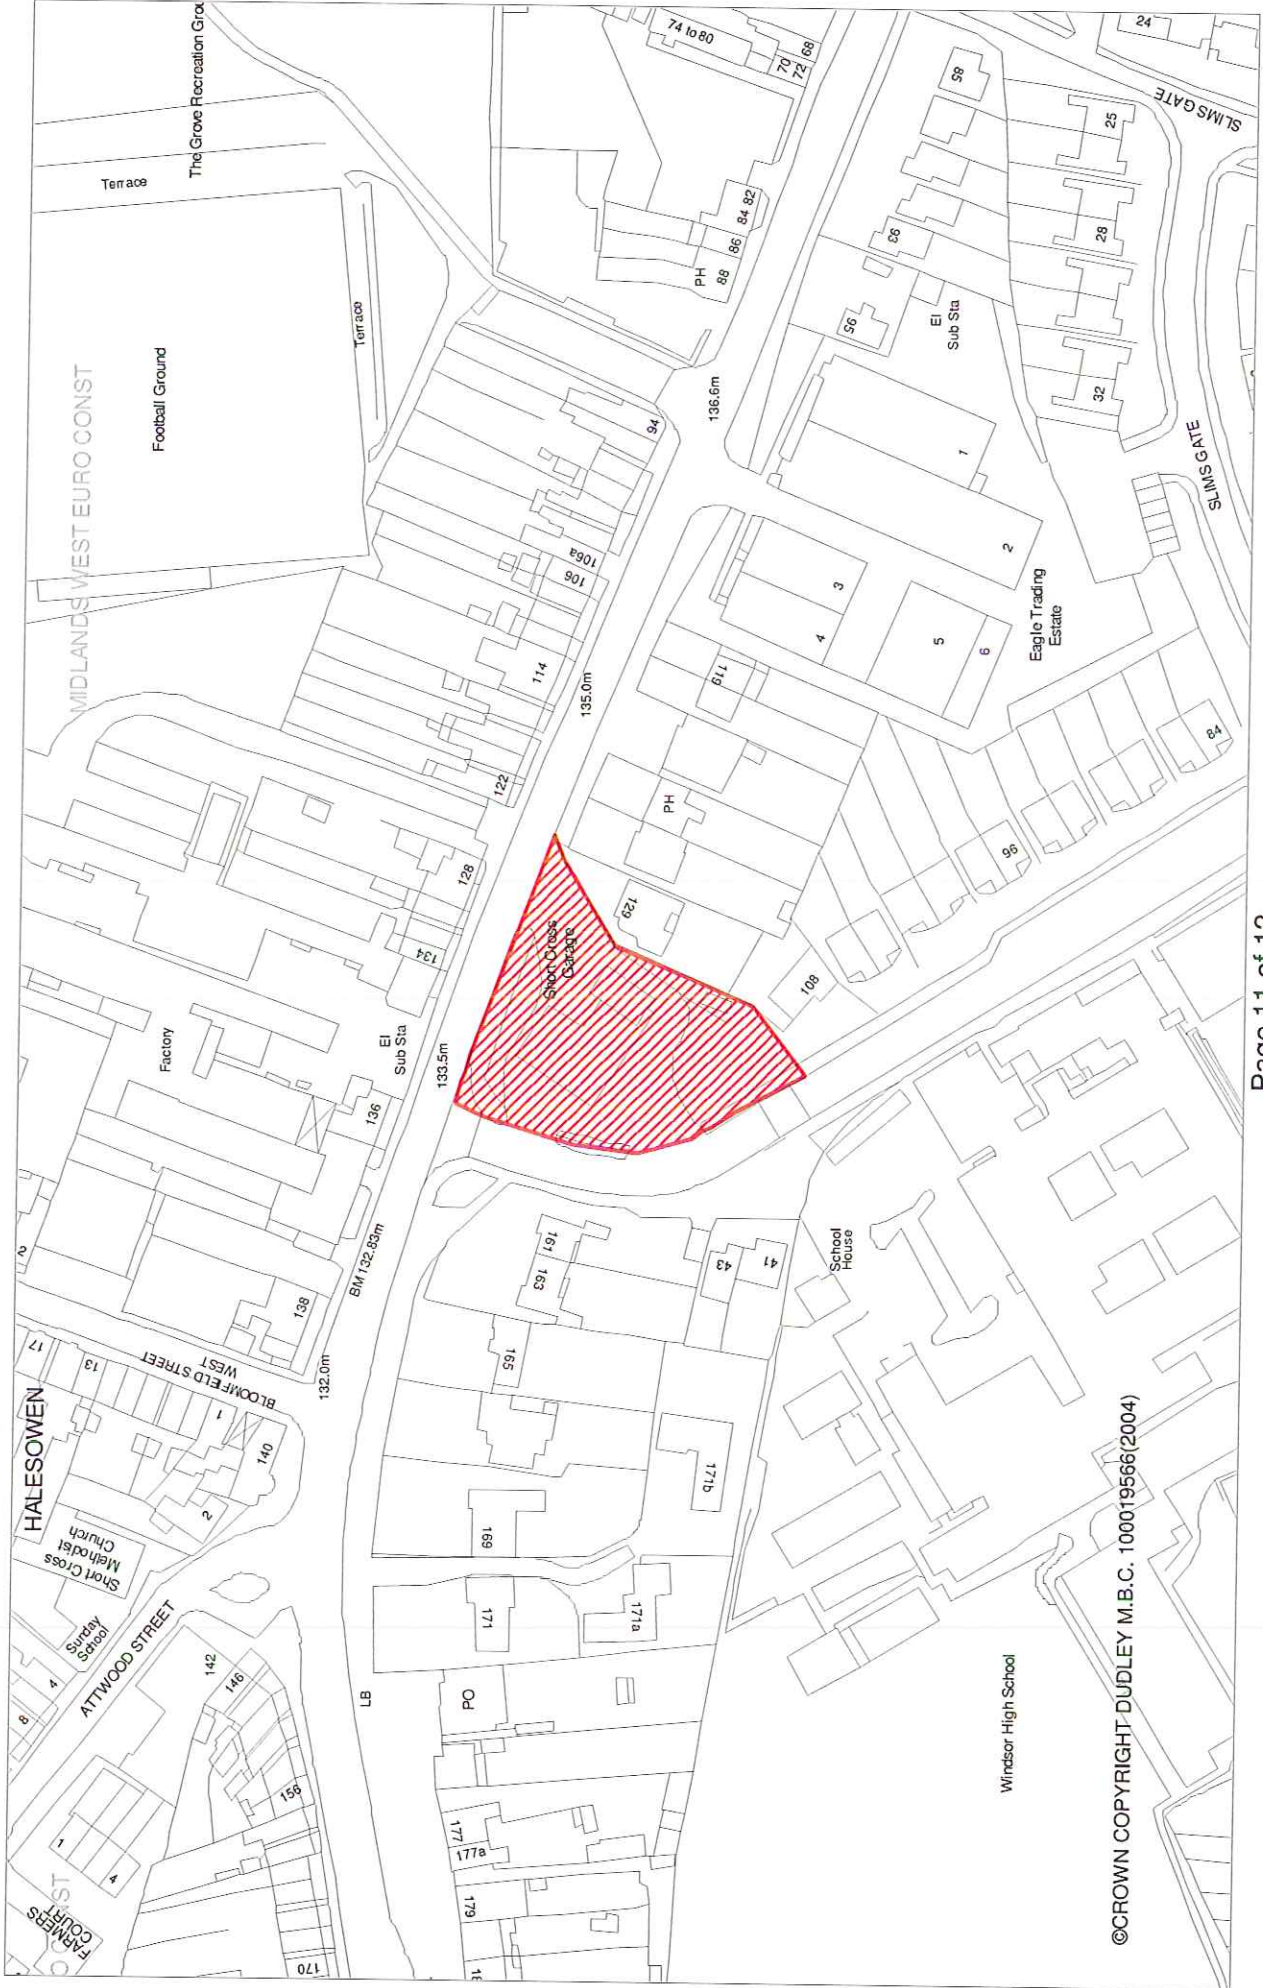 HALESOWEN
MIDLANDS WEST EURO CONST
The Grove Recreation Grou
Terrace
Football Ground
Terrace
FARMERS
COURT
1
4
8
4
Sunday
School
Short Cross
Methodist
Church
ATTWOOD STREET
142
146
156
170
2
140
1
13
17
BLOOMFIELD STREET
WEST
132.0m
138
BM 132.83m
2
Factory
136
El
Sub Sta
133.5m
134
128
122
114
135.0m
106
106a
94
136.6m
PH
88
86
84
82
74 to 80
70
72
68
LB
PO
177
177a
179
171
171a
169
171b
165
163
161
43
41
School
House
Short Cross
Garage
129
PH
119
108
96
84
4
3
5
6
2
1
Eagle Trading
Estate
95
El
Sub Sta
93
85
32
28
25
24
SLIMS GATE
SLIMS GATE
Windsor High School
©CROWN COPYRIGHT DUDLEY M.B.C. 100019566(2004)